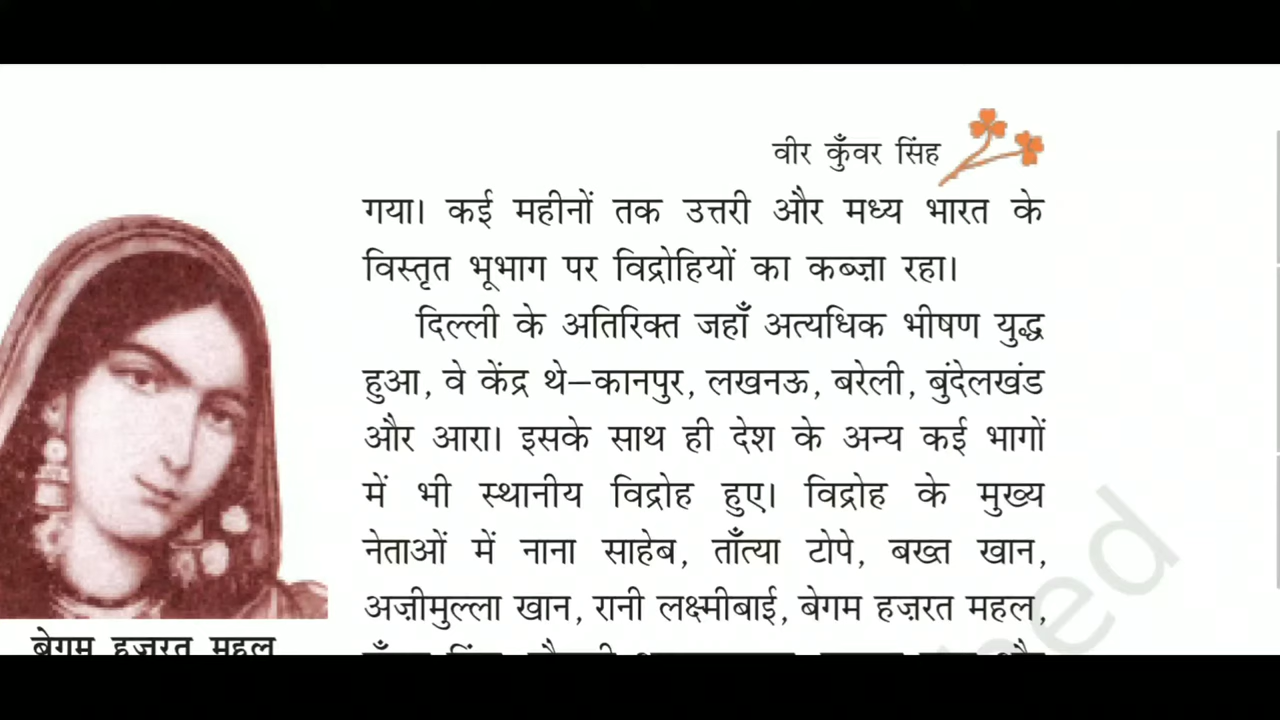 वीर कुँवर सिंह
गया। कई महीनों तक उत्तरी और मध्य भारत के
विस्तृत भूभाग पर विद्रोहियों का कब्ज़ा रहा।
दिल्ली के अतिरिक्त जहाँ अत्यधिक भीषण युद्ध
हुआ, वे केंद्र थे–कानपुर, लखनऊ, बरेली, बुंदेलखंड
और आरा। इसके साथ ही देश के अन्य कई भागों
में भी स्थानीय विद्रोह हुए। विद्रोह के मुख्य
नेताओं में नाना साहेब, ताँत्या टोपे, बख्त खान,
अज़ीमुल्ला खान, रानी लक्ष्मीबाई, बेगम हज़रत महल,
बेगम हज़रत महल